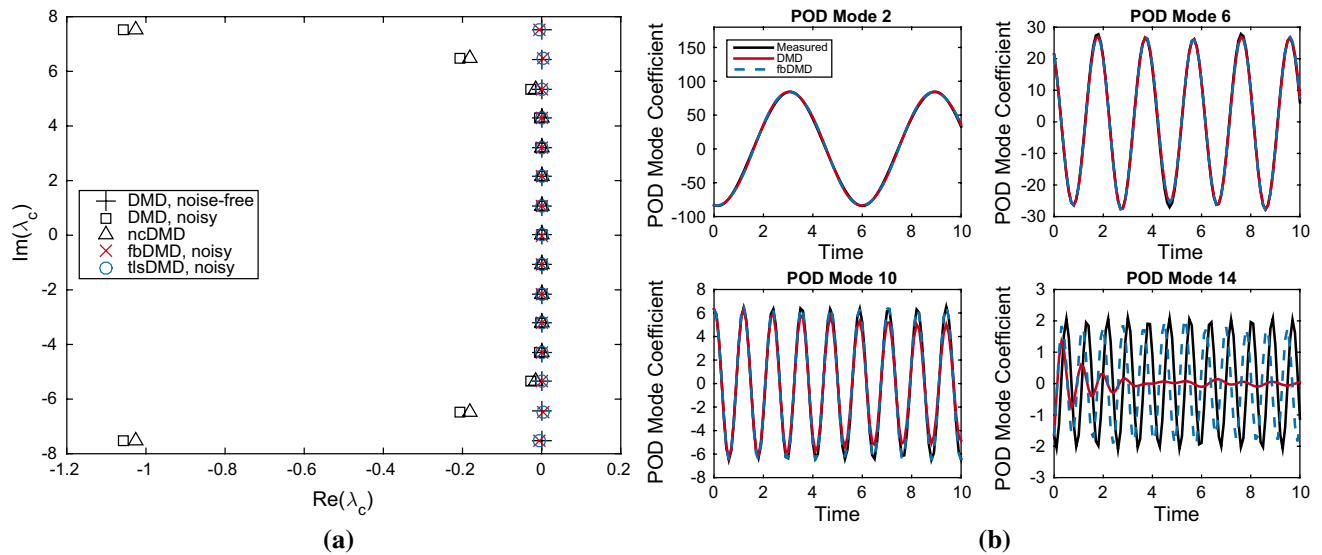 8
6
4
2
0
-2
-4
-6
-8
Im(λc)
-1.2 -1 -0.8 -0.6 -0.4 -0.2 0 0.2
Re(λc)
DMD, noise-free
DMD, noisy
ncDMD
fbDMD, noisy
tlsDMD, noisy
(a)
POD Mode 2
POD Mode Coefficient
150
100
50
0
-50
-100
Measured
DMD
fbDMD
0 2 4 6 8 10
Time
POD Mode 6
POD Mode Coefficient
30
20
10
0
-10
-20
-30
0 2 4 6 8 10
Time
POD Mode 10
POD Mode Coefficient
8
6
4
2
0
-2
-4
-6
-8
0 2 4 6 8 10
Time
POD Mode 14
POD Mode Coefficient
3
2
1
0
-1
-2
-3
0 2 4 6 8 10
Time
(b)